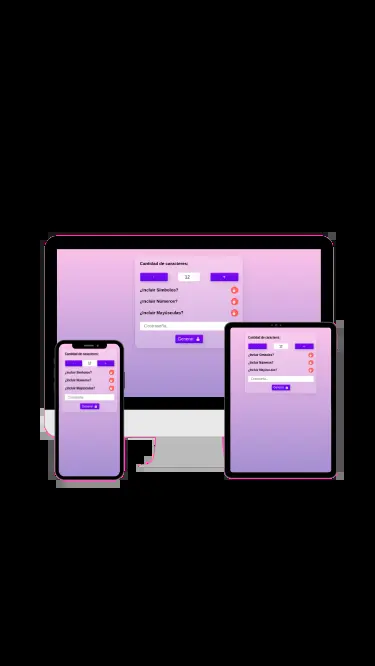 Cantidad de caracteres:
- 12 +
¿Incluir Símbolos?
¿Incluir Números?
¿Incluir Mayúsculas?
Contraseña...
Generar
Cantidad de caracteres:
12
¿Incluir Símbolos?
¿Incluir Números?
¿Incluir Mayúsculas?
Contraseña...
Generar
Cantidad de caracteres:
12
¿Incluir Símbolos?
¿Incluir Números?
¿Incluir Mayúsculas?
Contraseña...
Generar